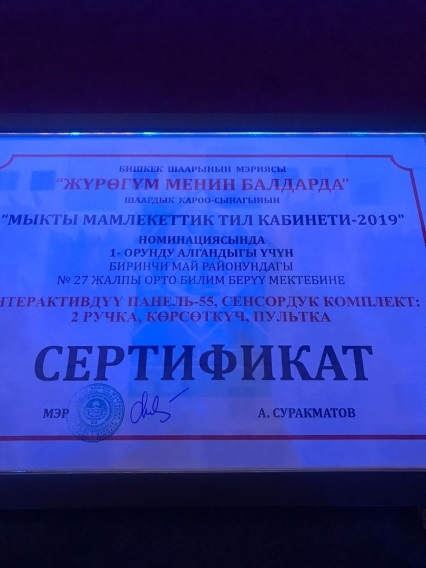 БИШКЕК ШААРЫНЫН МЭРИЯСЫ
"ЖҮРӨГҮМ МЕНИН БАЛДАРДА"
ШААРДЫК КАРОО-СЫНАГЫНЫН
"МЫКТЫ МАМЛЕКЕТТИК ТИЛ КАБИНЕТИ-2019"
НОМИНАЦИЯСЫНДА
1- ОРУНДУ АЛГАНДЫГЫ ҮЧҮН
БИРИНЧИ МАЙ РАЙОНУНДАГЫ
№ 27 ЖАЛПЫ ОРТО БИЛИМ БЕРҮҮ МЕКТЕБИНЕ
НТЕРАКТИВДҮҮ ПАНЕЛЬ-55, СЕНСОРДУК КОМПЛЕКТ:
2 РУЧКА, КӨРСӨТКҮЧ, ПУЛЬТКА
СЕРТИФИКАТ
МЭР А. СУРАКМАТОВ